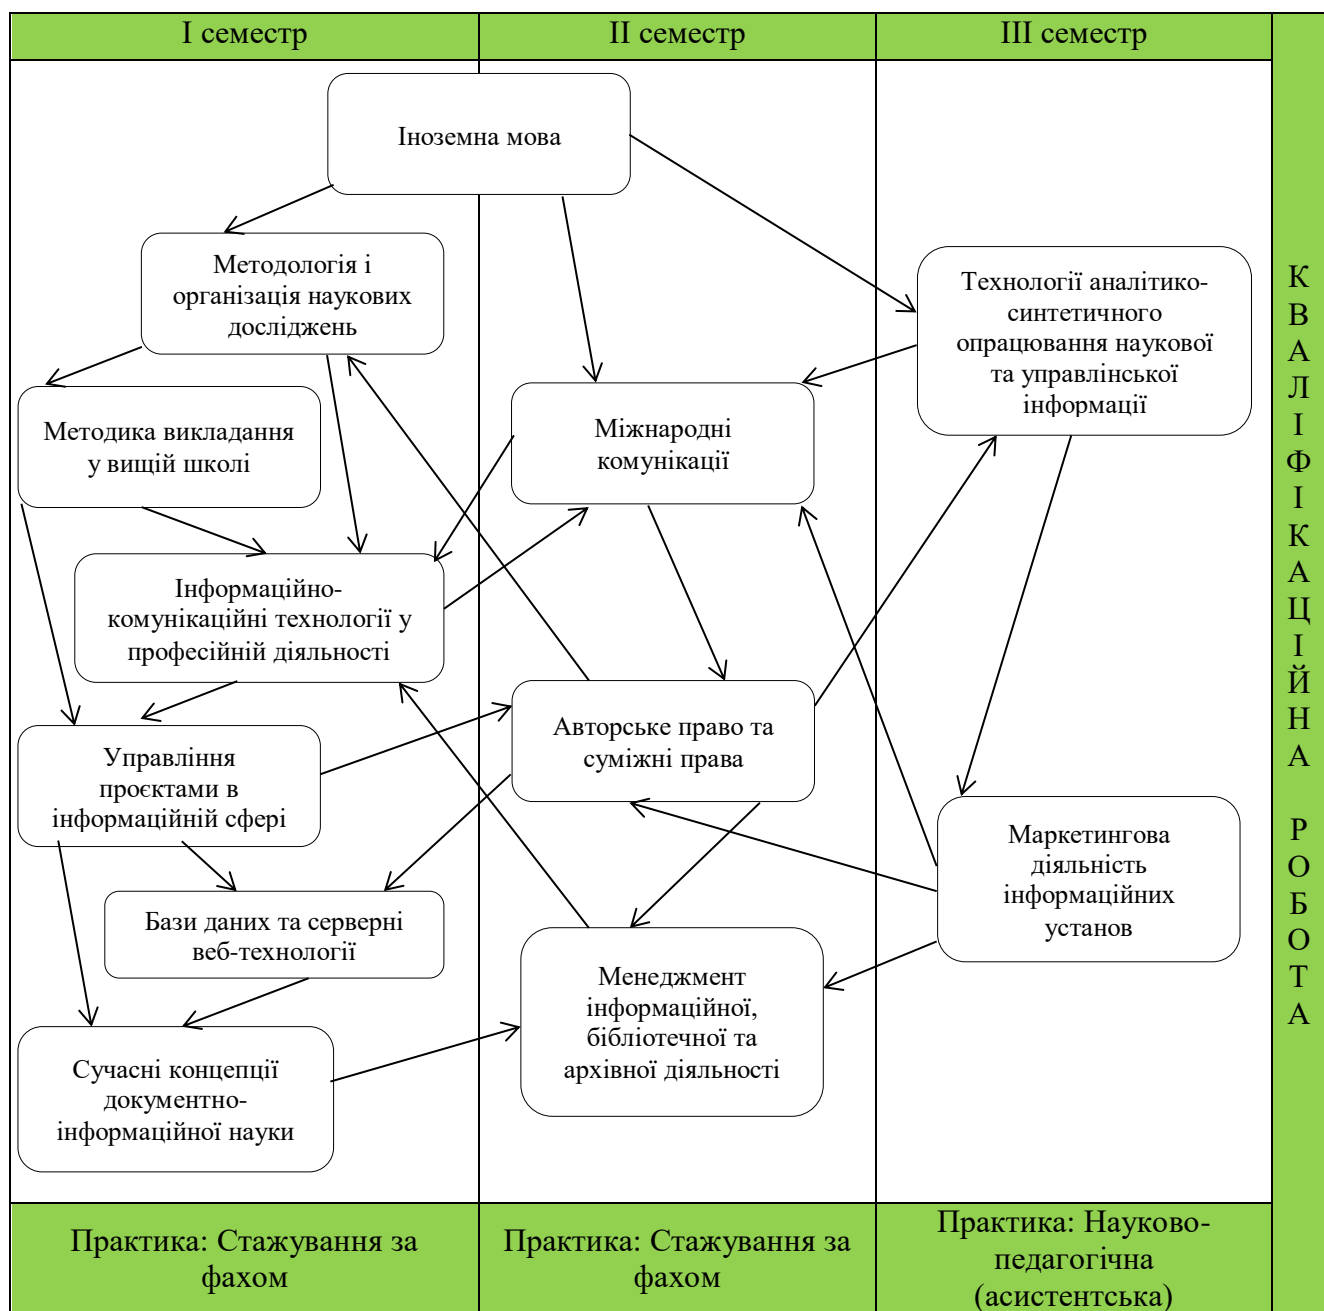 I семестр
II семестр
III семестр
Іноземна мова
Методологія і
організація наукових
досліджень
Методика викладання
у вищій школі
Інформаційно-
комунікаційні технології у
професійній діяльності
Управління
проєктами в
інформаційній сфері
Бази даних та серверні
веб-технології
Сучасні концепції
документно-
інформаційної науки
Міжнародні
комунікації
Авторське право та
суміжні права
Менеджмент
інформаційної,
бібліотечної та
архівної діяльності
Технології аналітико-
синтетичного
опрацювання наукової
та управлінської
інформації
Маркетингова
діяльність
інформаційних
установ
Практика: Стажування за
фахом
Практика: Стажування за
фахом
Практика: Науково-
педагогічна
(асистентська)
К
В
А
Л
І
Ф
І
К
А
Ц
І
Й
Н
А
Р
О
Б
О
Т
А